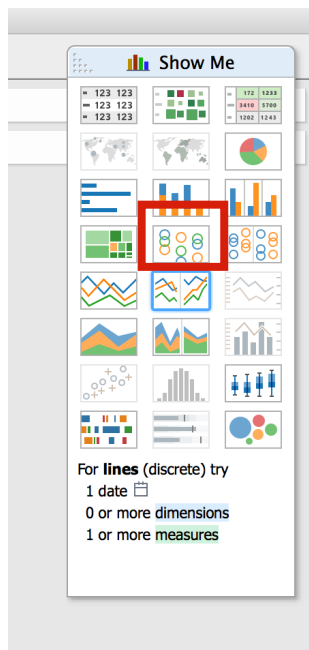 Show Me
123 123
123 123
123 123
172 1233
3410 5700
1202 1243
For lines (discrete) try
1 date
0 or more dimensions
1 or more measures